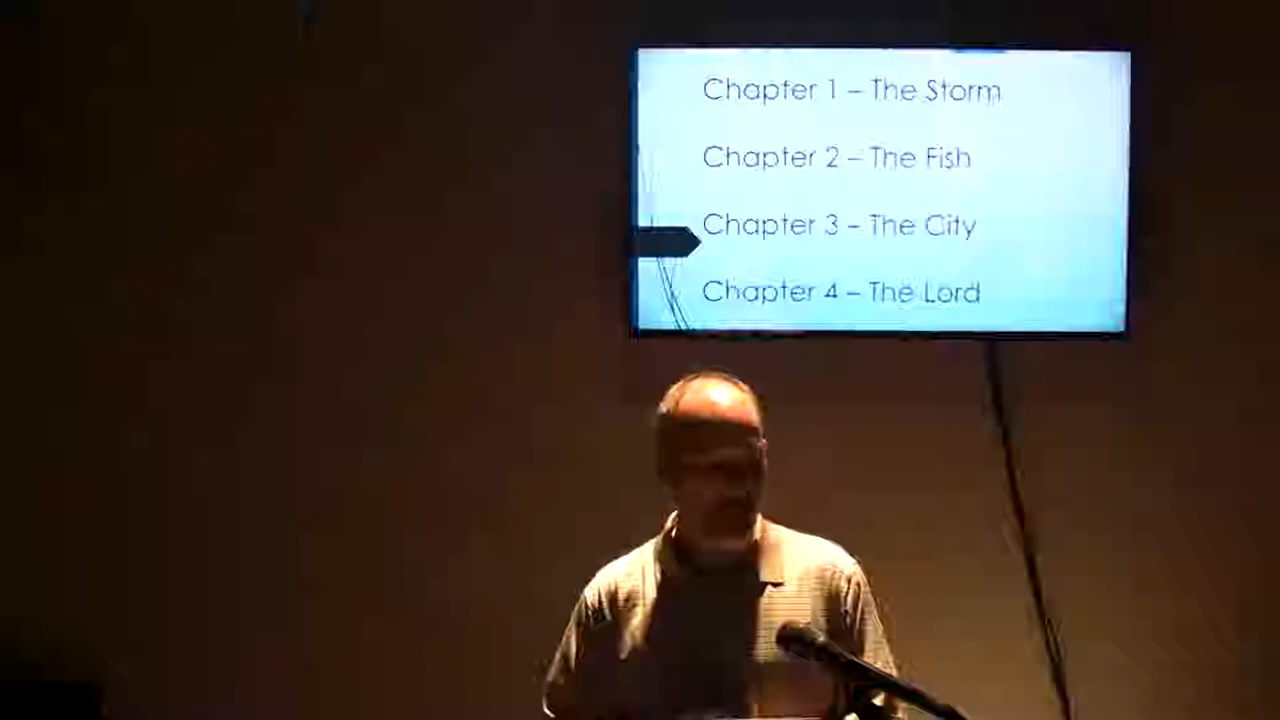 Chapter 1 – The Storm
Chapter 2 – The Fish
Chapter 3 – The City
Chapter 4 – The Lord